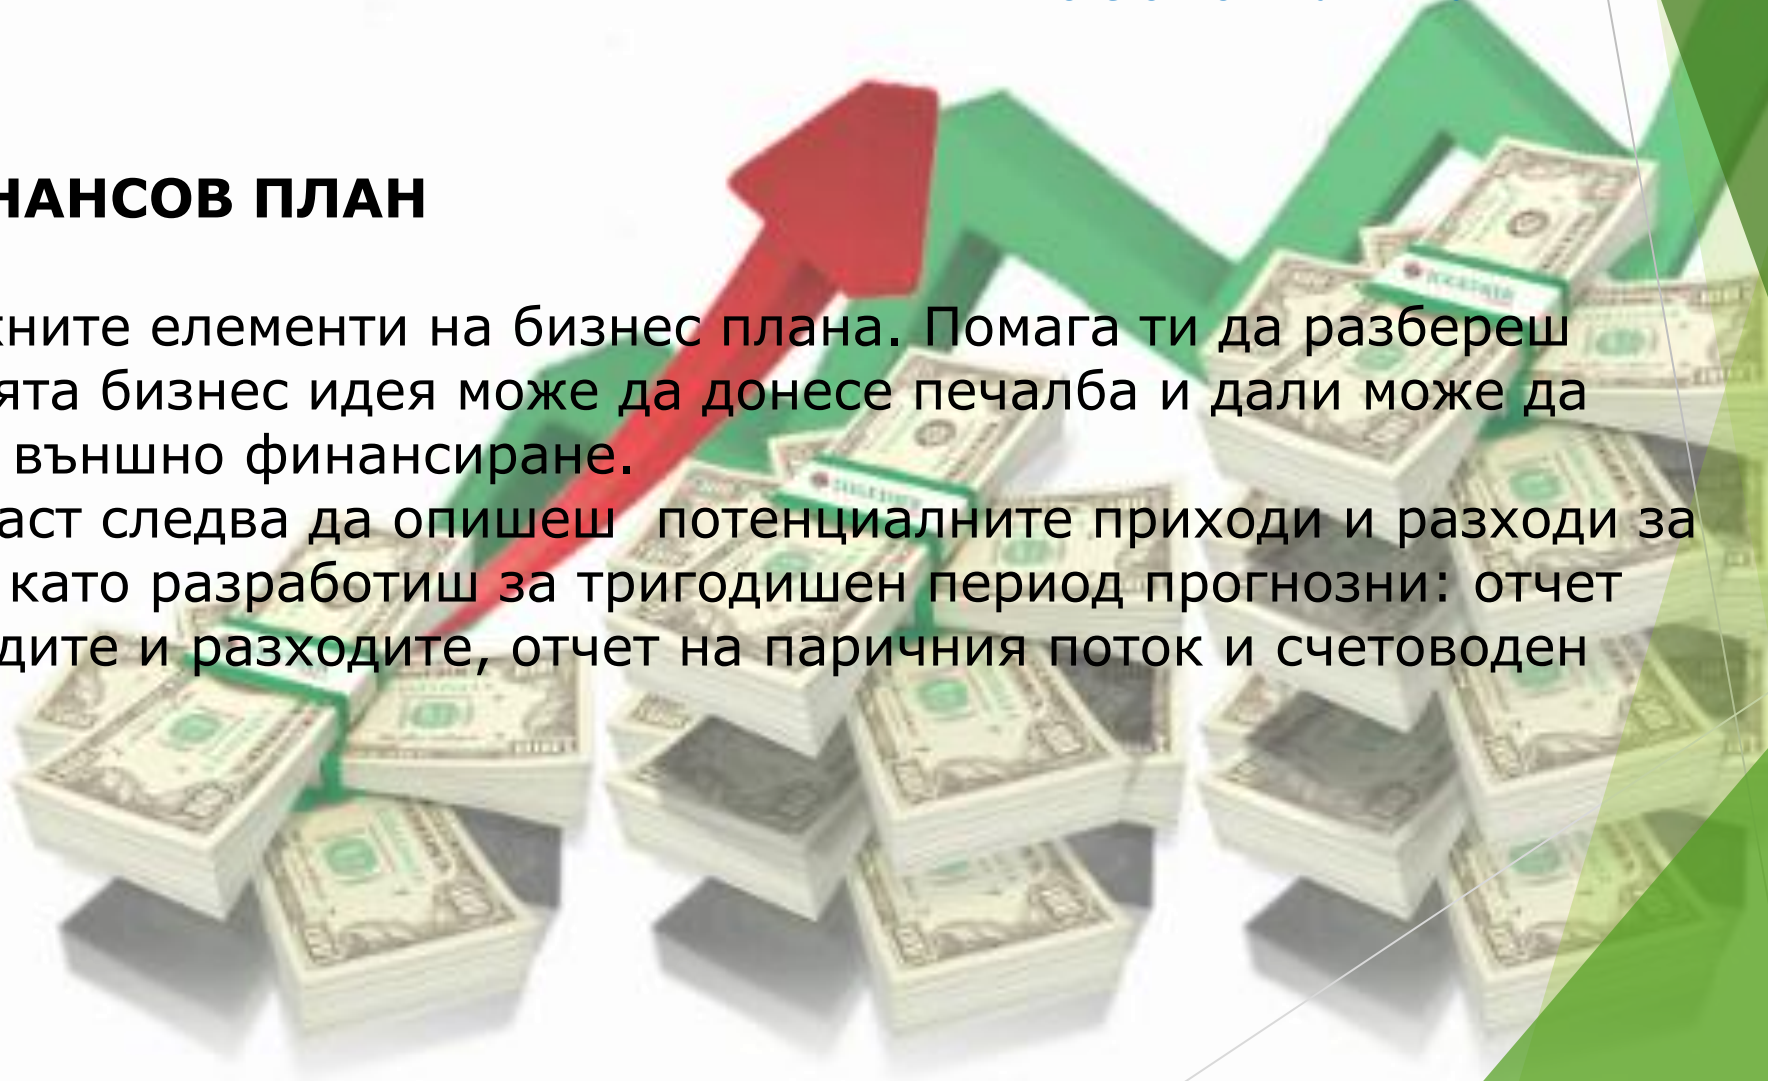 НАНСОВ ПЛАН
ните елементи на бизнес плана. Помага ти да разбереш
ята бизнес идея може да донесе печалба и дали може да
външно финансиране.
аст следва да опишеш потенциалните приходи и разходи за
като разработиш за тригодишен период прогнозни: отчет
дите и разходите, отчет на паричния поток и счетоводен